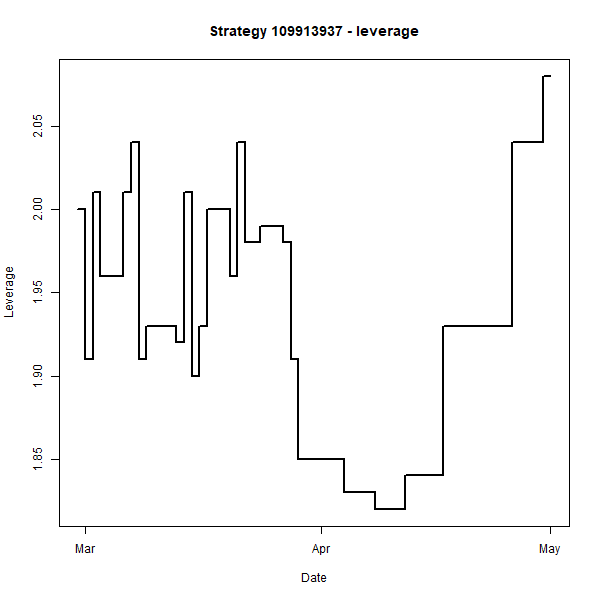 Strategy 109913937 - leverage
Leverage
2.05
2.00
1.95
1.90
1.85
Mar
Apr
May
Date